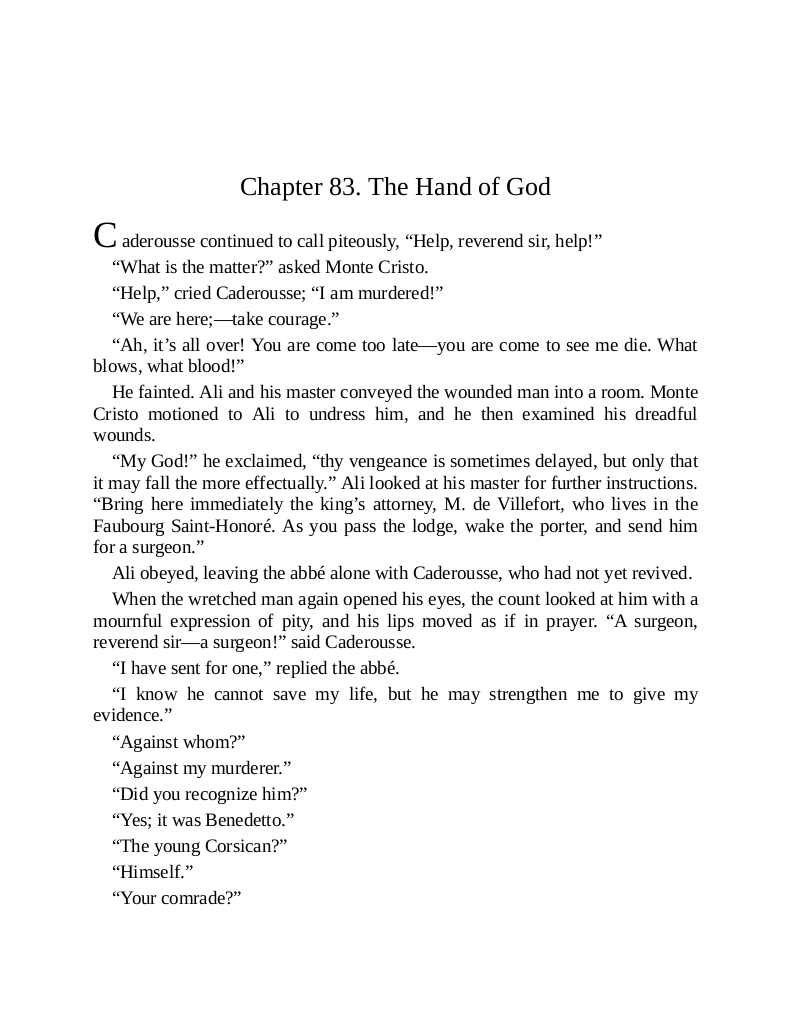 Chapter 83. The Hand of God
Caderousse continued to call piteously, “Help, reverend sir, help!”
“What is the matter?” asked Monte Cristo.
“Help,” cried Caderousse; “I am murdered!”
“We are here;—take courage.”
“Ah, it’s all over! You are come too late—you are come to see me die. What
blows, what blood!”
He fainted. Ali and his master conveyed the wounded man into a room. Monte
Cristo motioned to Ali to undress him, and he then examined his dreadful
wounds.
“My God!” he exclaimed, “thy vengeance is sometimes delayed, but only that
it may fall the more effectually.” Ali looked at his master for further instructions.
“Bring here immediately the king’s attorney, M. de Villefort, who lives in the
Faubourg Saint-Honoré. As you pass the lodge, wake the porter, and send him
for a surgeon.”
Ali obeyed, leaving the abbé alone with Caderousse, who had not yet revived.
When the wretched man again opened his eyes, the count looked at him with a
mournful expression of pity, and his lips moved as if in prayer. “A surgeon,
reverend sir—a surgeon!” said Caderousse.
“I have sent for one,” replied the abbé.
“I know he cannot save my life, but he may strengthen me to give my
evidence.”
“Against whom?”
“Against my murderer.”
“Did you recognize him?”
“Yes; it was Benedetto.”
“The young Corsican?”
“Himself.”
“Your comrade?”